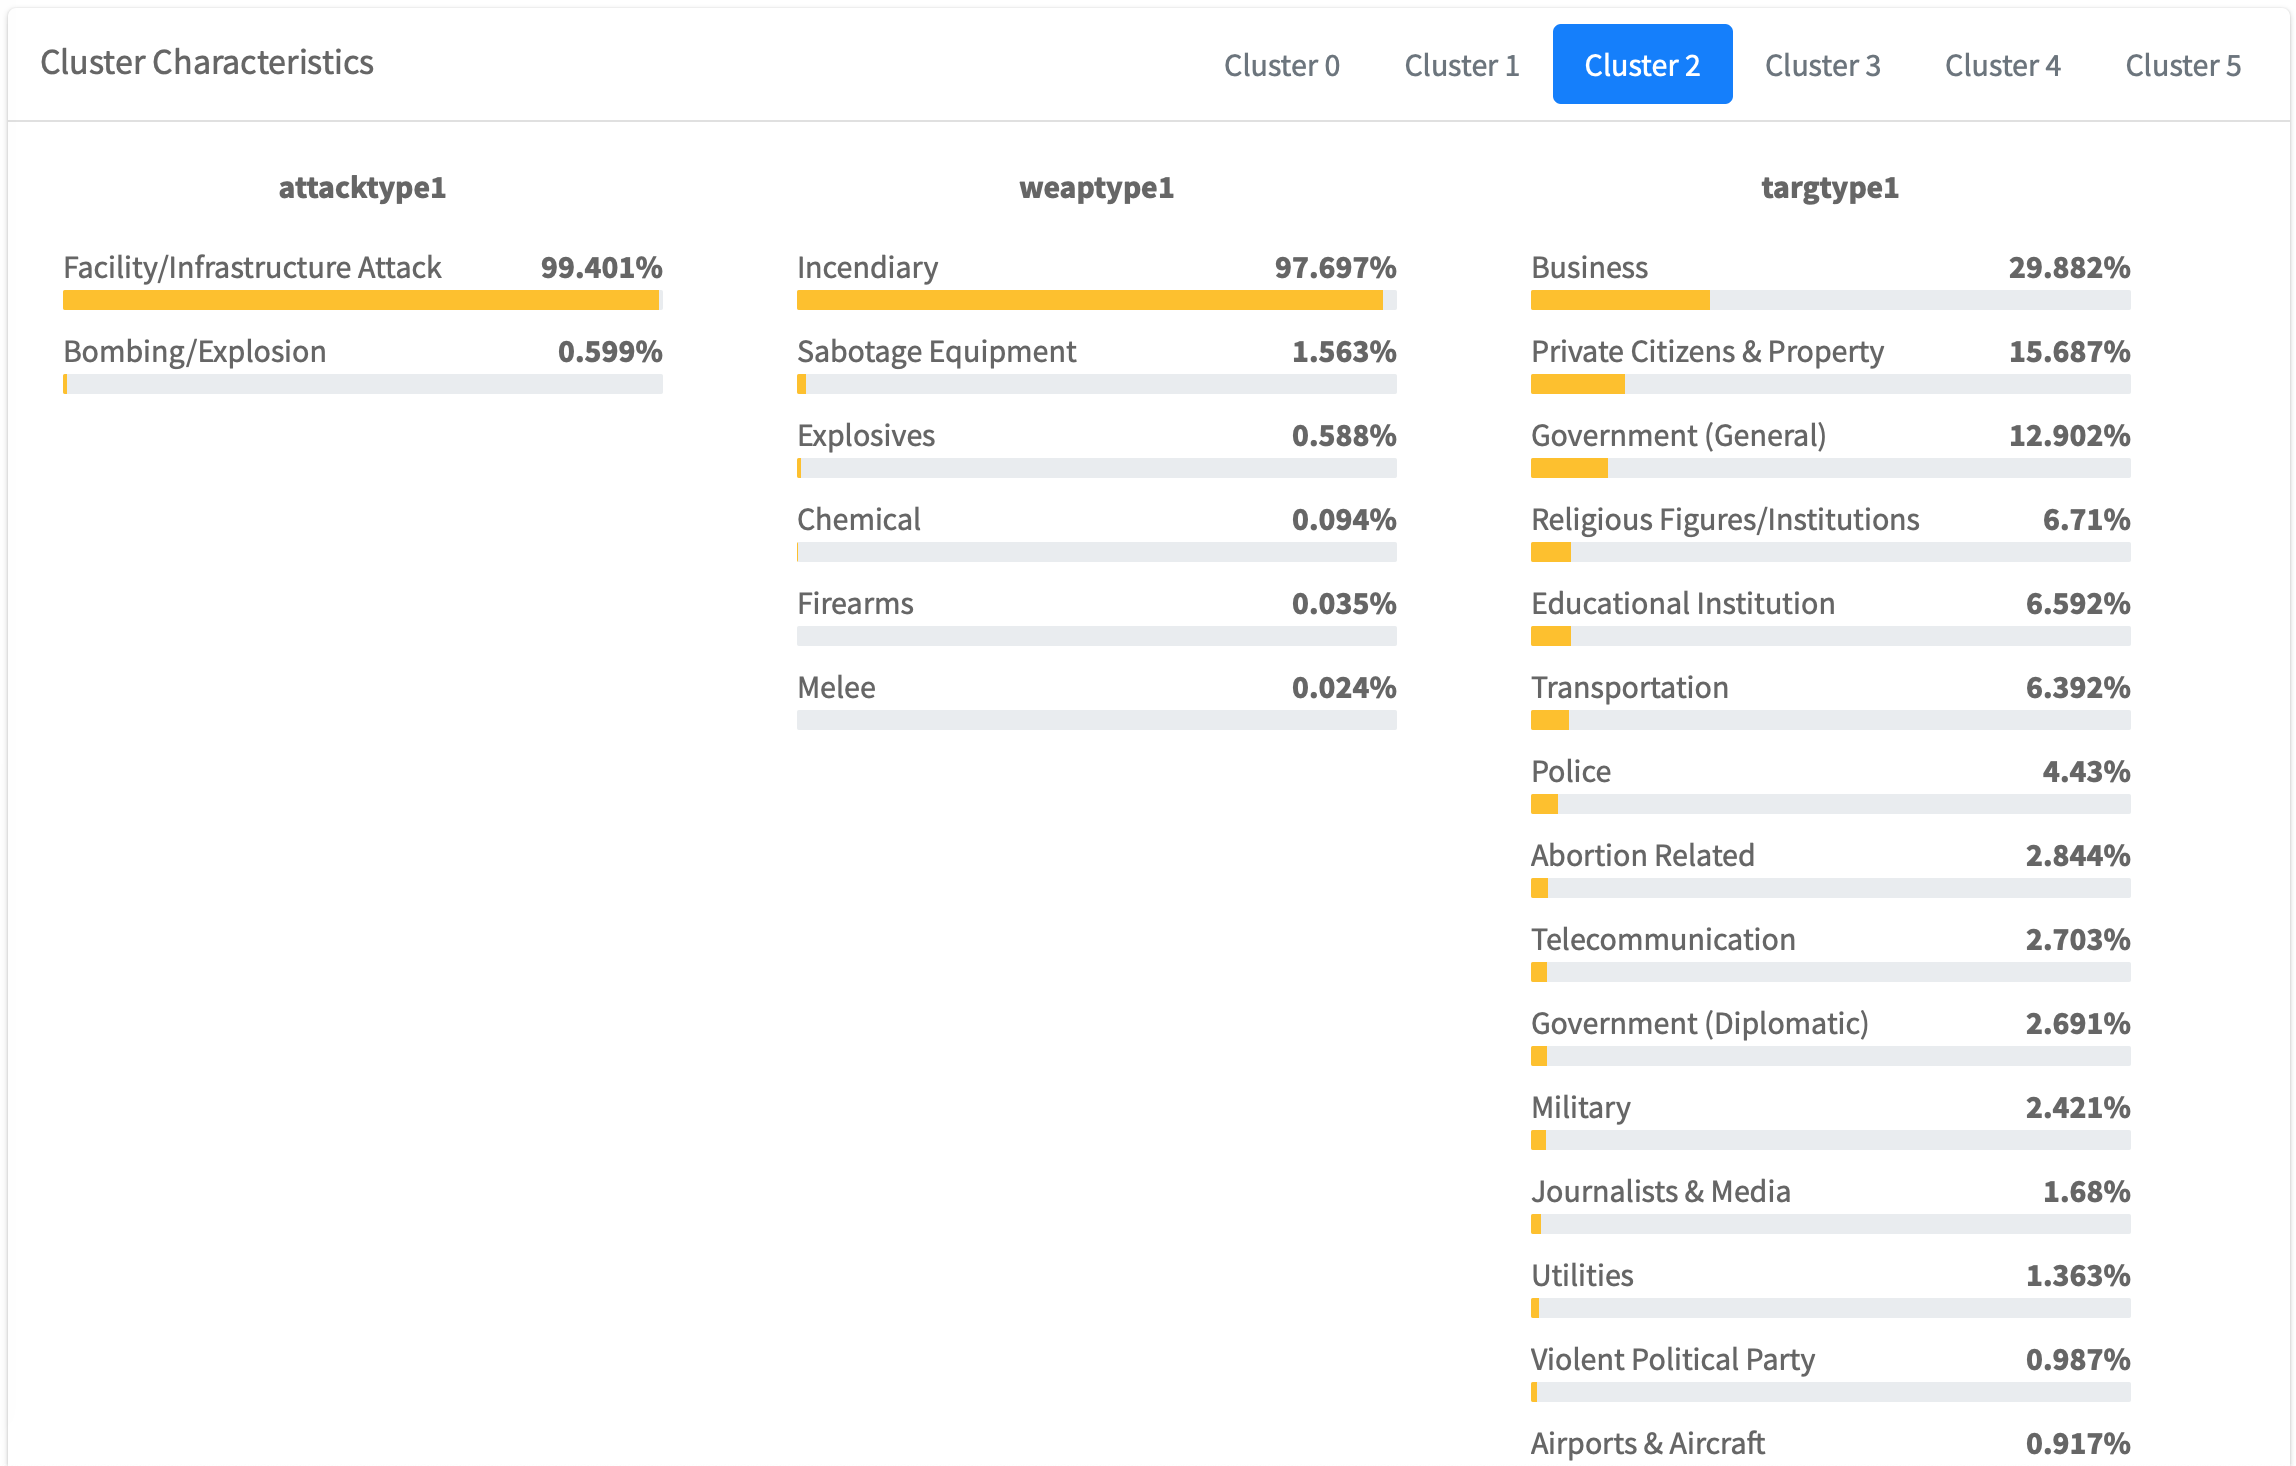 Cluster Characteristics
Cluster 0 Cluster 1 Cluster 2 Cluster 3 Cluster 4 Cluster 5
attacktype1
Facility/Infrastructure Attack 99.401%
Bombing/Explosion 0.599%
weaptype1
Incendiary 97.697%
Sabotage Equipment 1.563%
Explosives 0.588%
Chemical 0.094%
Firearms 0.035%
Melee 0.024%
targtype1
Business 29.882%
Private Citizens & Property 15.687%
Government (General) 12.902%
Religious Figures/Institutions 6.71%
Educational Institution 6.592%
Transportation 6.392%
Police 4.43%
Abortion Related 2.844%
Telecommunication 2.703%
Government (Diplomatic) 2.691%
Military 2.421%
Journalists & Media 1.68%
Utilities 1.363%
Violent Political Party 0.987%
Airports & Aircraft 0.917%